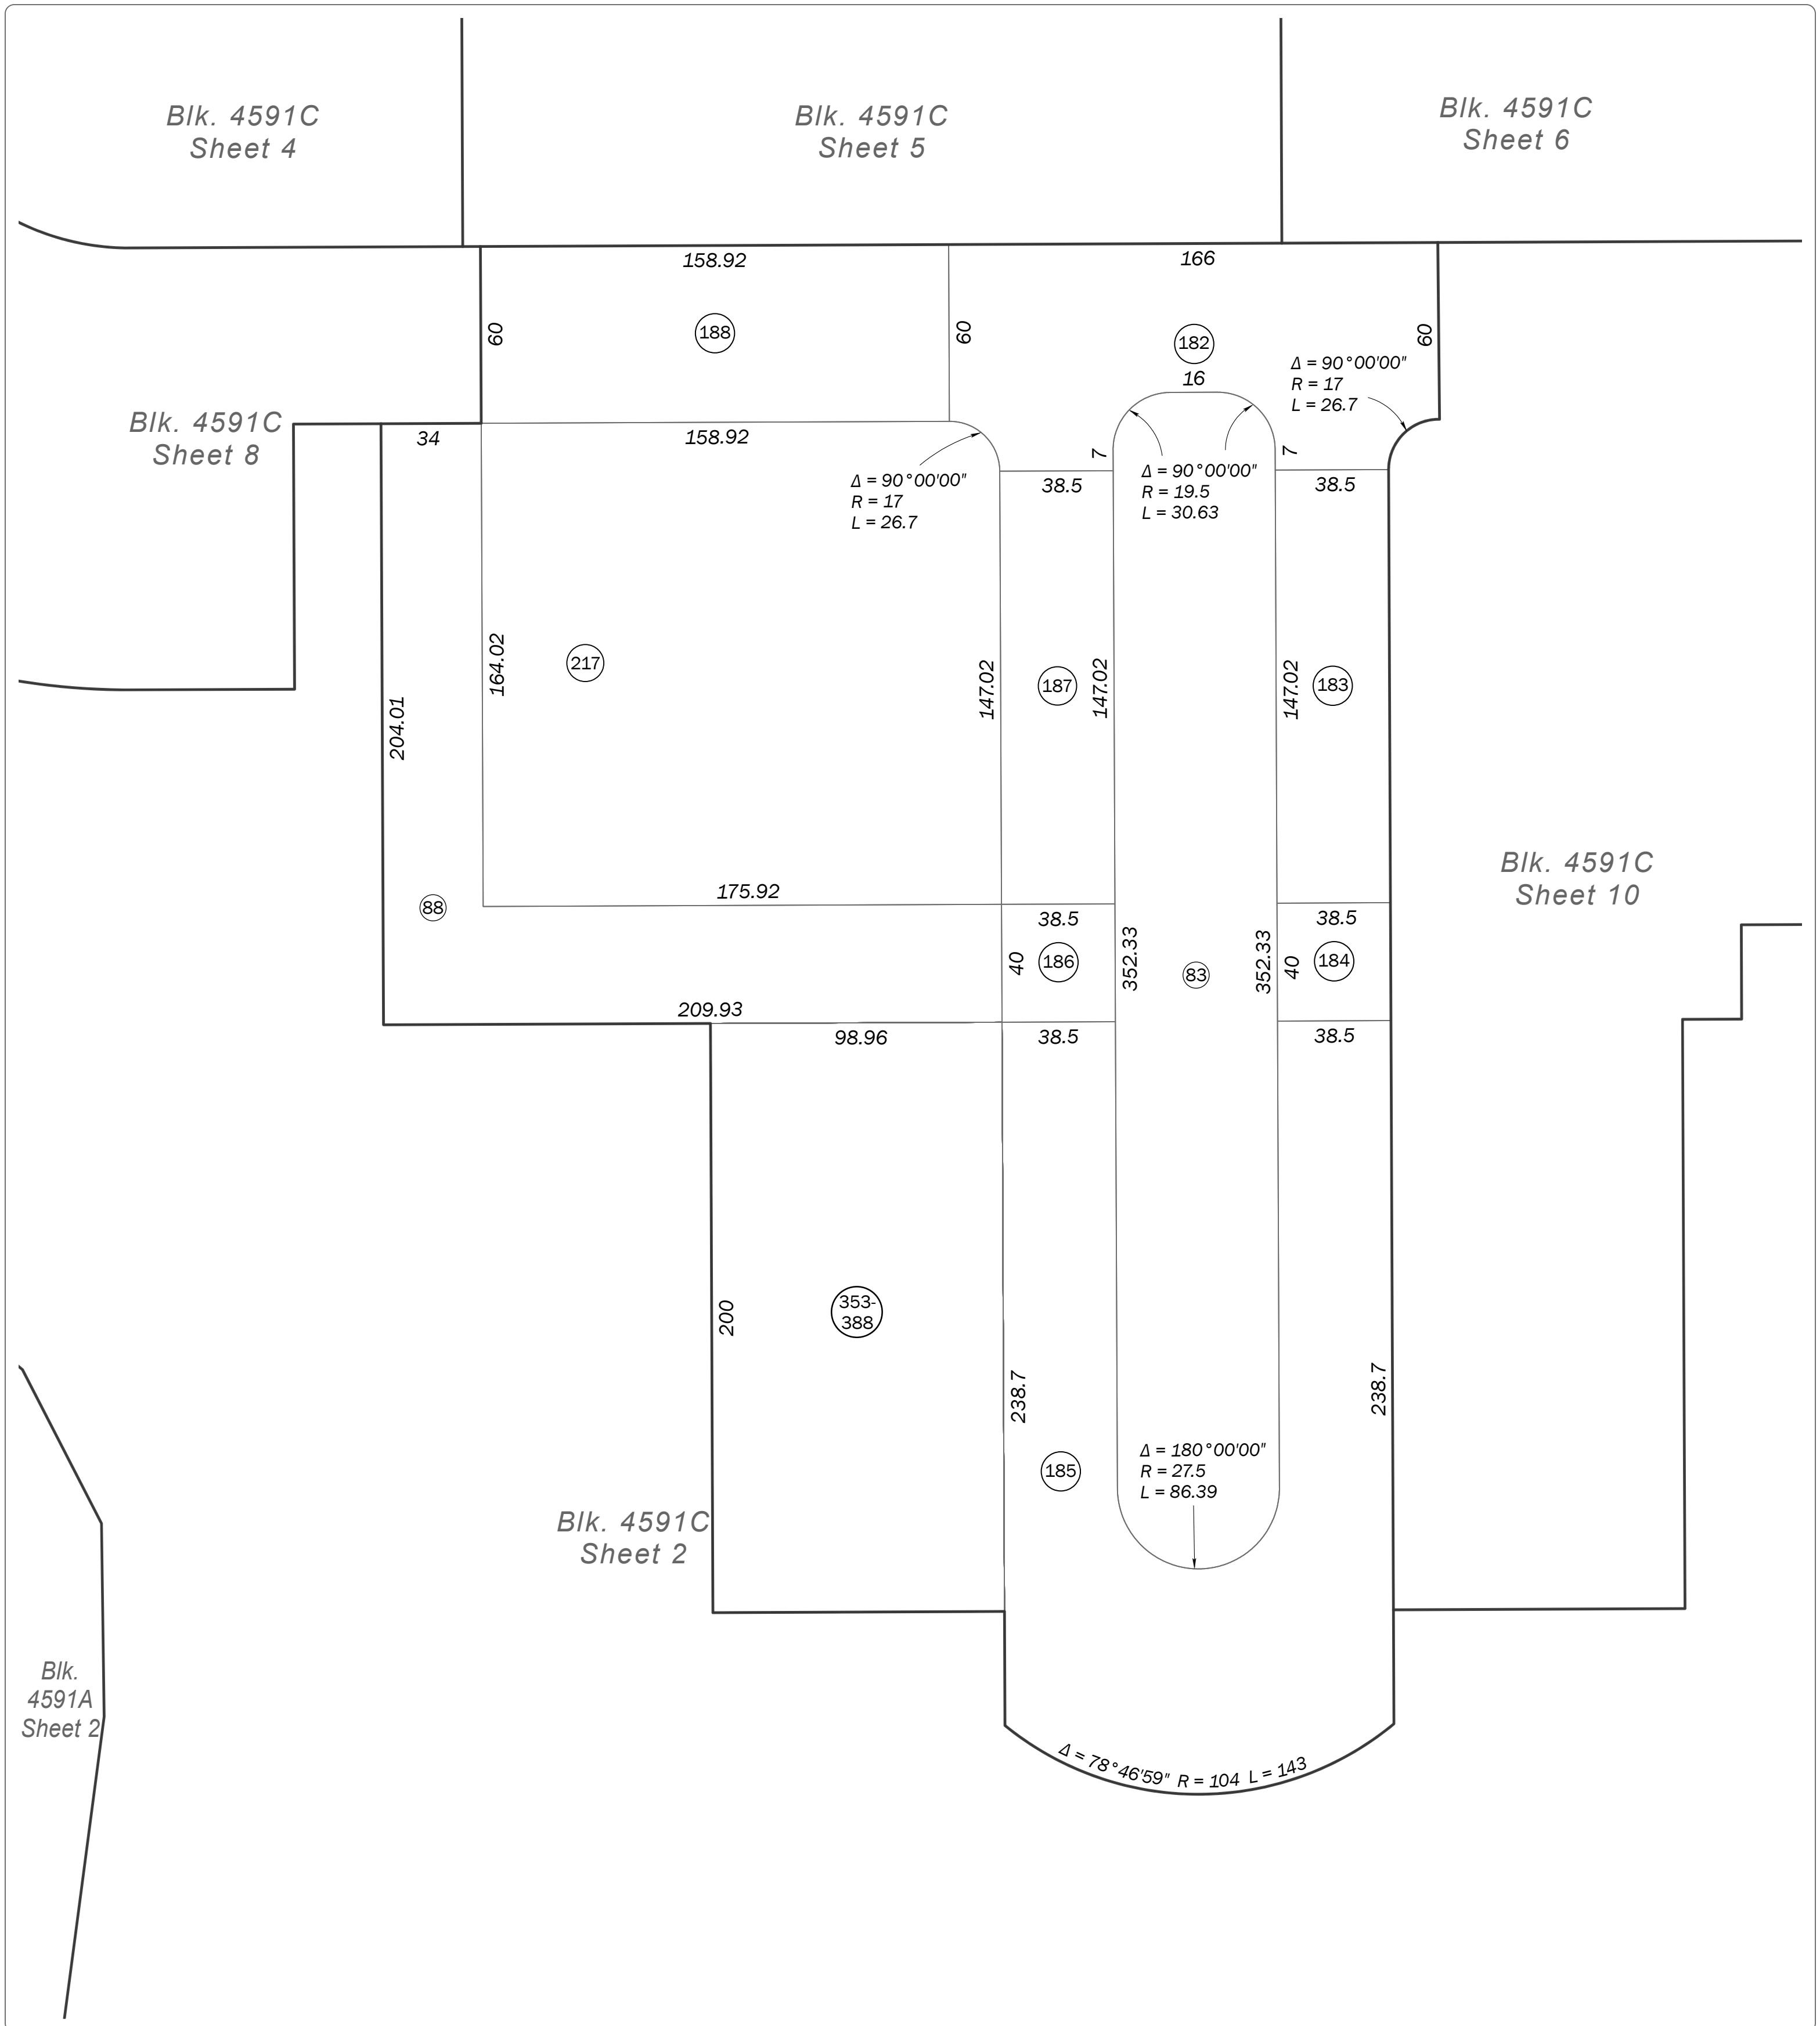 Blk. 4591C
Sheet 4
Blk. 4591C
Sheet 5
Blk. 4591C
Sheet 6
158.92
166
60
188
60
182
60
16
Δ = 90°00'00"
R = 17
L = 26.7
Blk. 4591C
Sheet 8
34
158.92
7
7
Δ = 90°00'00"
R = 17
L = 26.7
38.5
Δ = 90°00'00"
R = 19.5
L = 30.63
38.5
204.01
164.02
217
147.02
187
147.02
147.02
183
Blk. 4591C
Sheet 10
88
175.92
38.5
38.5
40
186
352.33
83
352.33
40
184
209.93
98.96
38.5
38.5
200
353-
388
238.7
238.7
185
Δ = 180°00'00"
R = 27.5
L = 86.39
Blk. 4591C
Sheet 2
Blk.
4591A
Sheet 2
Δ = 78°46'59" R = 104 L = 143